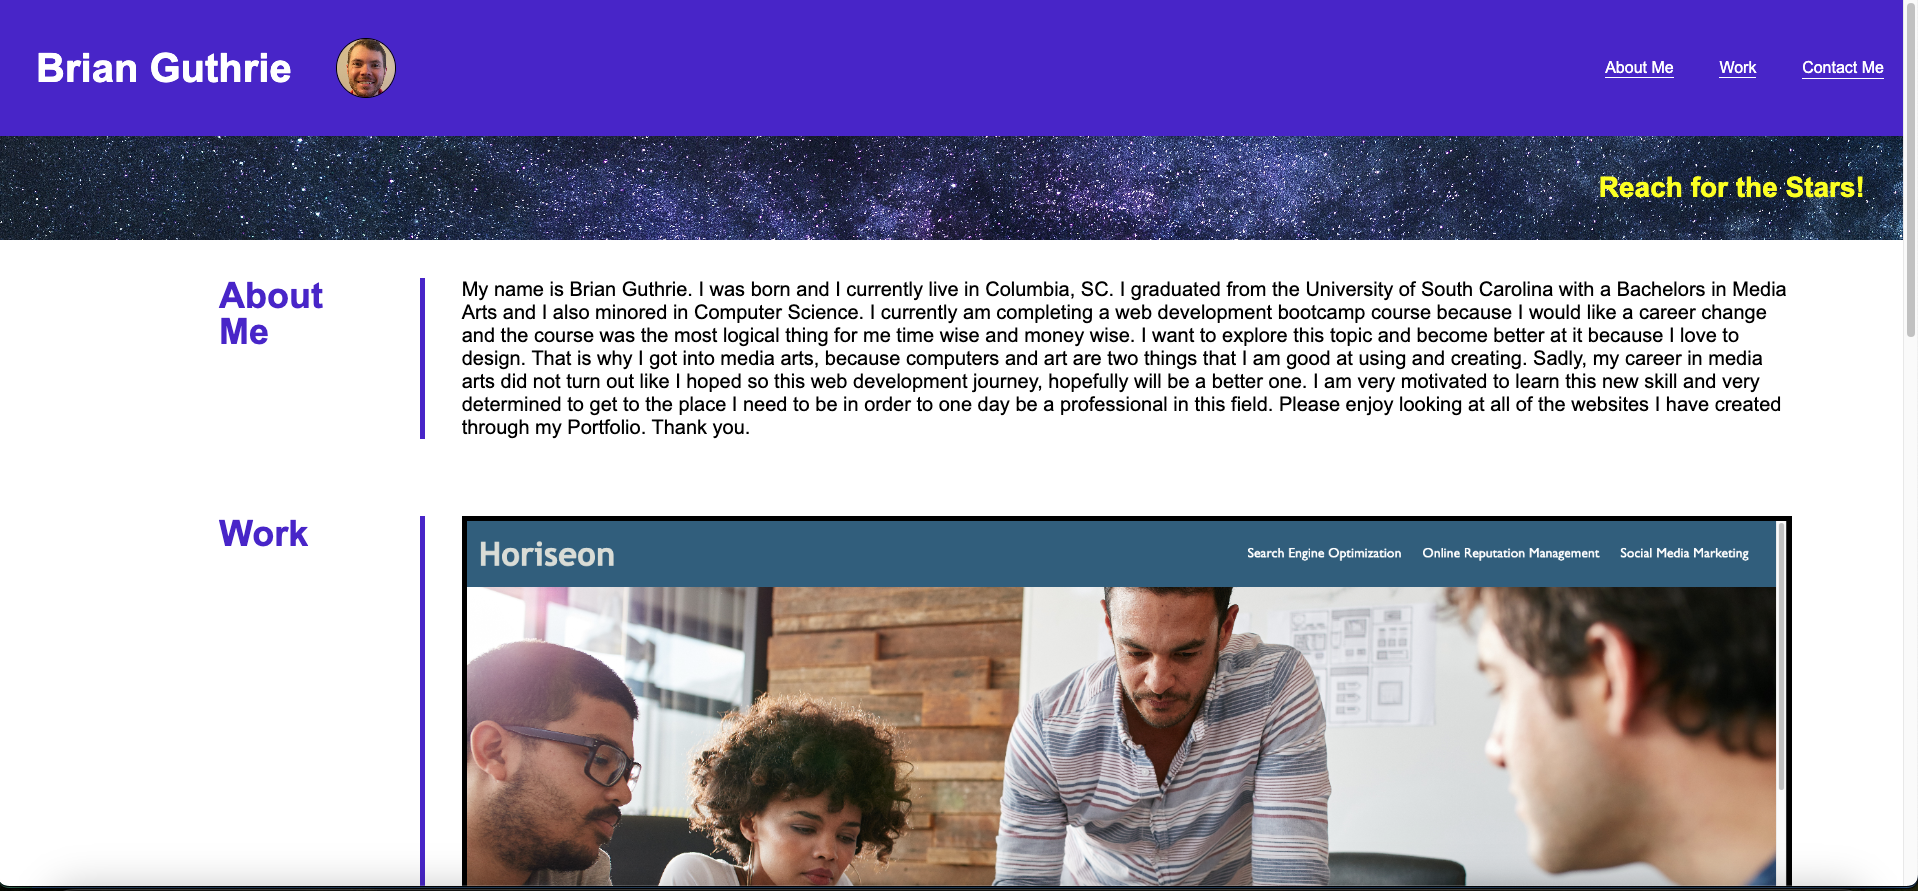 Brian Guthrie
About Me
Work
Contact Me
Reach for the Stars!
About
Me
My name is Brian Guthrie. I was born and I currently live in Columbia, SC. I graduated from the University of South Carolina with a Bachelors in Media
Arts and I also minored in Computer Science. I currently am completing a web development bootcamp course because I would like a career change
and the course was the most logical thing for me time wise and money wise. I want to explore this topic and become better at it because I love to
design. That is why I got into media arts, because computers and art are two things that I am good at using and creating. Sadly, my career in media
arts did not turn out like I hoped so this web development journey, hopefully will be a better one. I am very motivated to learn this new skill and very
determined to get to the place I need to be in order to one day be a professional in this field. Please enjoy looking at all of the websites I have created
through my Portfolio. Thank you.
Work
Horiseon
Search Engine Optimization
Online Reputation Management
Social Media Marketing